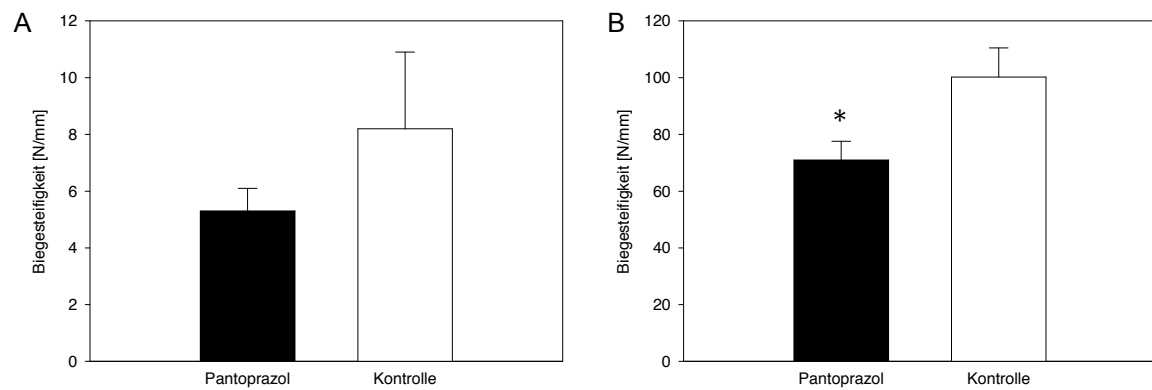 A
Biegesteifigkeit [N/mm]
12
10
8
6
4
2
0
Pantoprazol
Kontrolle
B
Biegesteifigkeit [N/mm]
120
100
80
60
40
20
0
*
Pantoprazol
Kontrolle